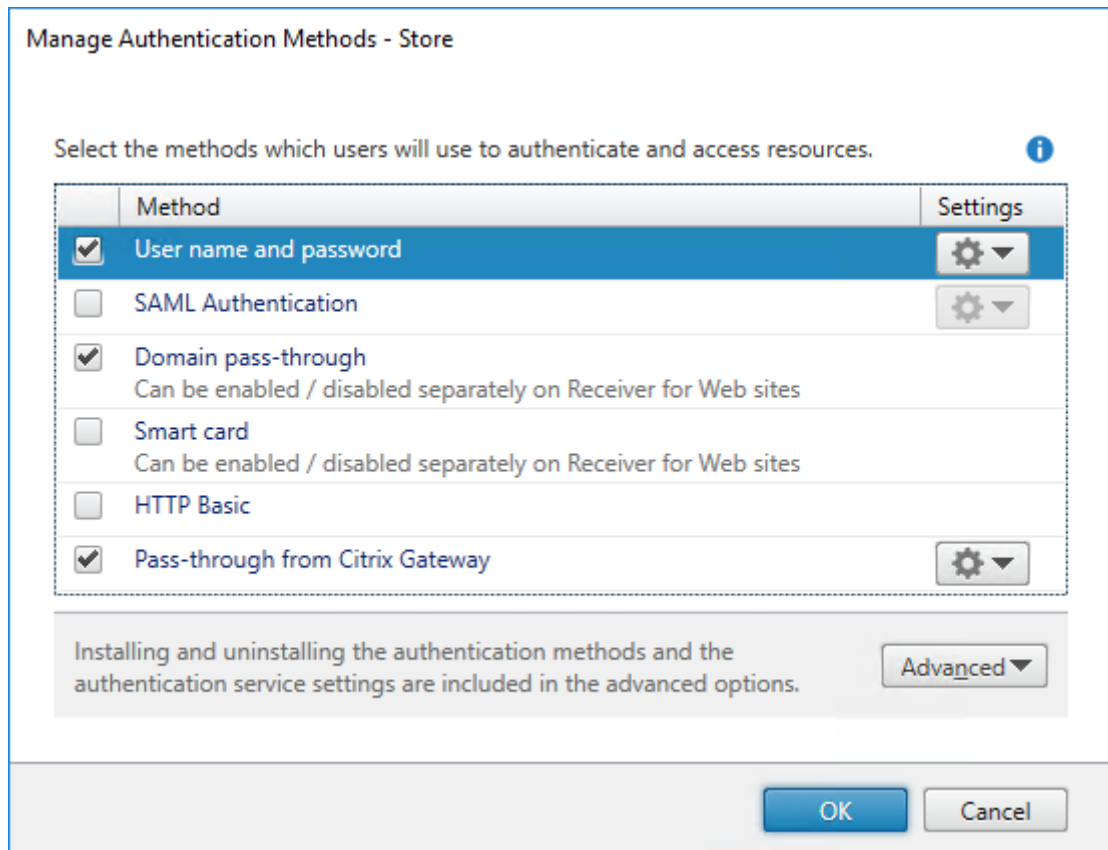 Manage Authentication Methods - Store
Select the methods which users will use to authenticate and access resources.
Method Settings
User name and password
SAML Authentication
Domain pass-through
Can be enabled / disabled separately on Receiver for Web sites
Smart card
Can be enabled / disabled separately on Receiver for Web sites
HTTP Basic
Pass-through from Citrix Gateway
Installing and uninstalling the authentication methods and the
authentication service settings are included in the advanced options.
Advanced
OK Cancel